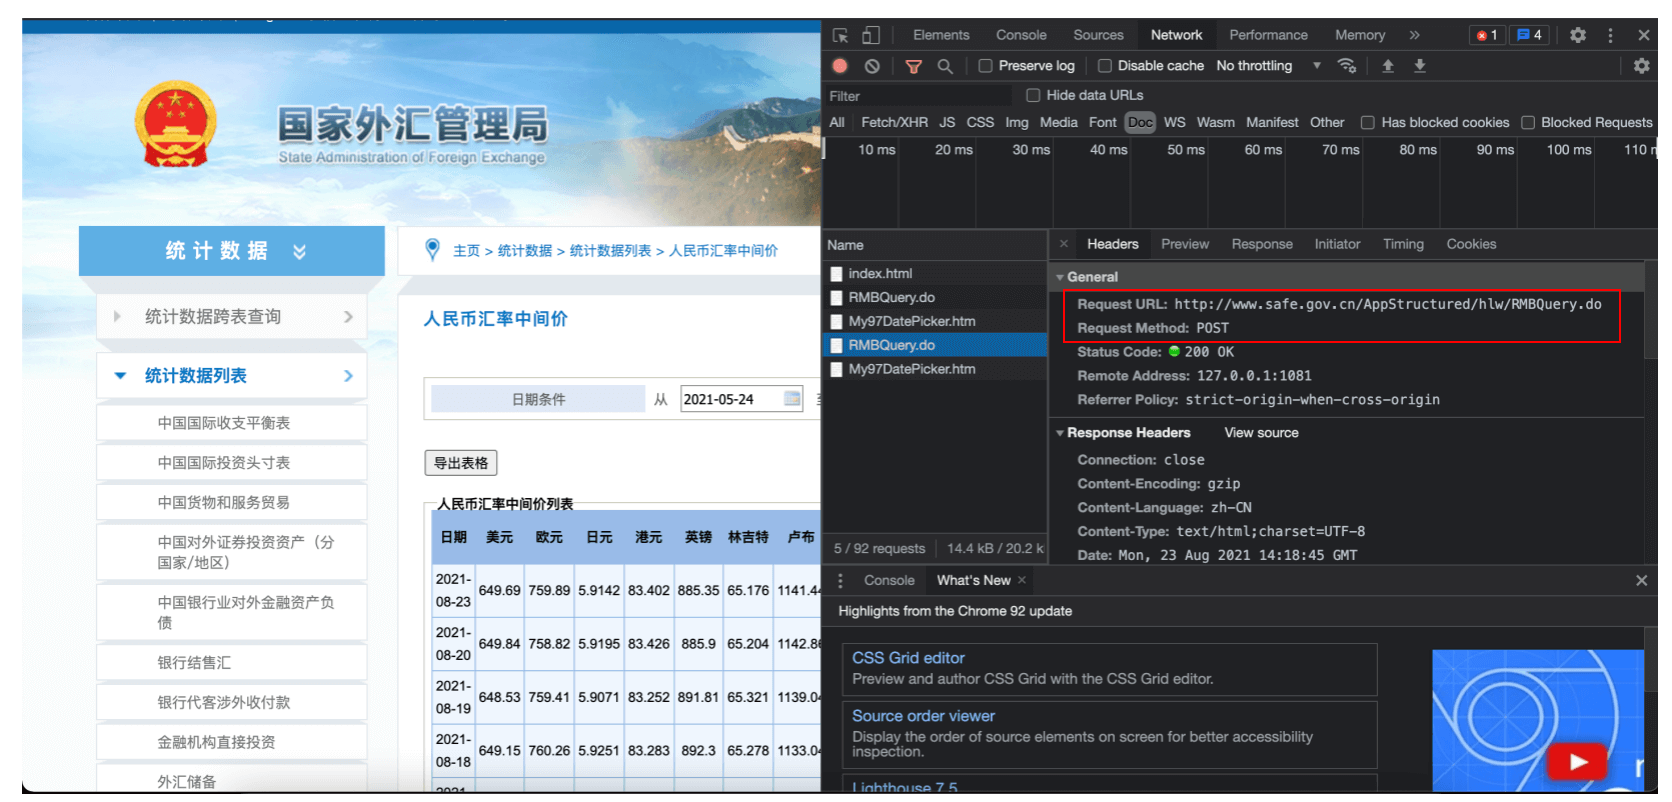 国家外汇管理局
State Administration of Foreign Exchange
统 计 数 据
统计数据跨表查询
统计数据列表
中国国际收支平衡表
中国国际投资头寸表
中国货物和服务贸易
中国对外证券投资资产（分
国家/地区）
中国银行业对外金融资产负
债
银行结售汇
银行代客涉外收付款
金融机构直接投资
外汇储备
主页 > 统计数据 > 统计数据列表 > 人民币汇率中间价
人民币汇率中间价
日期条件 从 2021-05-24
导出表格
人民币汇率中间价列表
日期 美元 欧元 日元 港元 英镑 林吉特 卢布
2021-
08-23 649.69 759.89 5.9142 83.402 885.35 65.176 1141.44
2021-
08-20 649.84 758.82 5.9195 83.426 885.9 65.204 1142.86
2021-
08-19 648.53 759.41 5.9071 83.252 891.81 65.321 1139.04
2021-
08-18 649.15 760.26 5.9251 83.283 892.3 65.278 1133.04
2021-
Elements Console Sources Network Performance Memory » 1 4
Preserve log Disable cache No throttling
Filter Hide data URLs
All Fetch/XHR JS CSS Img Media Font Doc WS Wasm Manifest Other Has blocked cookies Blocked Requests
10 ms 20 ms 30 ms 40 ms 50 ms 60 ms 70 ms 80 ms 90 ms 100 ms 110
Name
index.html
RMBQuery.do
My97DatePicker.htm
RMBQuery.do
My97DatePicker.htm
5 / 92 requests 14.4 kB / 20.2 k
× Headers Preview Response Initiator Timing Cookies
General
Request URL: http://www.safe.gov.cn/AppStructured/hlw/RMBQuery.do
Request Method: POST
Status Code: 200 OK
Remote Address: 127.0.0.1:1081
Referrer Policy: strict-origin-when-cross-origin
Response Headers View source
Connection: close
Content-Encoding: gzip
Content-Language: zh-CN
Content-Type: text/html;charset=UTF-8
Date: Mon, 23 Aug 2021 14:18:45 GMT
Console What's New ×
Highlights from the Chrome 92 update
CSS Grid editor
Preview and author CSS Grid with the CSS Grid editor.
Source order viewer
Display the order of source elements on screen for better accessibility
inspection.
Lighthouse 7.5